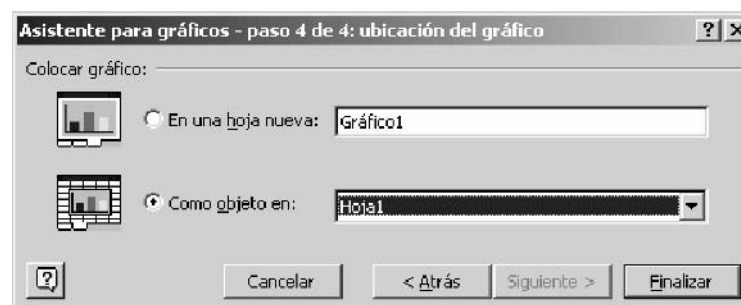 Asistente para gráficos - paso 4 de 4: ubicación del gráfico
Colocar gráfico:
En una hoja nueva: Gráfico1
Como objeto en: Hoja1
Cancelar < Atrás Siguiente > Finalizar